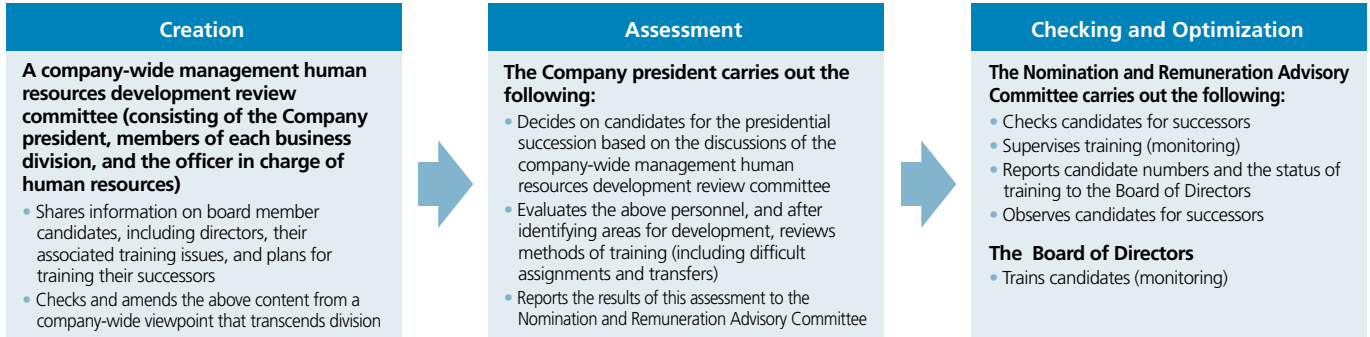 Creation
A company-wide management human
resources development review
committee (consisting of the Company
president, members of each business
division, and the officer in charge of
human resources)
• Shares information on board member
candidates, including directors, their
associated training issues, and plans for
training their successors
• Checks and amends the above content from a
company-wide viewpoint that transcends division
Assessment
The Company president carries out the
following:
• Decides on candidates for the presidential
succession based on the discussions of the
company-wide management human
resources development review committee
• Evaluates the above personnel, and after
identifying areas for development, reviews
methods of training (including difficult
assignments and transfers)
• Reports the results of this assessment to the
Nomination and Remuneration Advisory Committee
Checking and Optimization
The Nomination and Remuneration Advisory
Committee carries out the following:
• Checks candidates for successors
• Supervises training (monitoring)
• Reports candidate numbers and the status of
training to the Board of Directors
• Observes candidates for successors
The Board of Directors
• Trains candidates (monitoring)